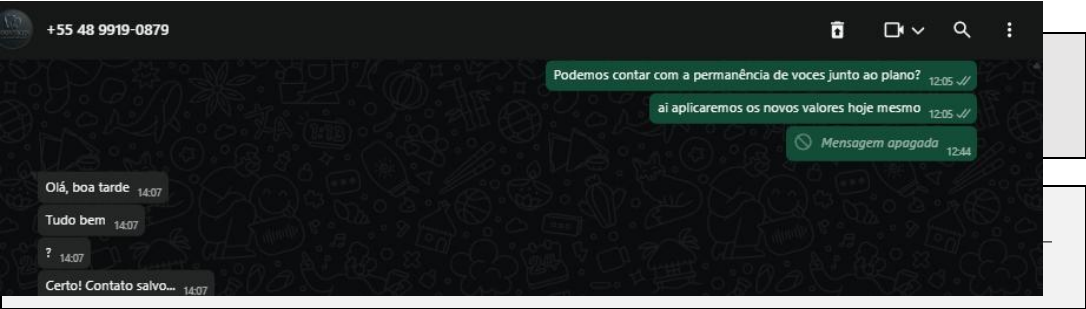 +55 48 9919-0879
Podemos contar com a permanência de voces junto ao plano? 12:05
ai aplicaremos os novos valores hoje mesmo 12:05
Mensagem apagada 12:44
Olá, boa tarde 14:07
Tudo bem 14:07
? 14:07
Certo! Contato salvo... 14:07